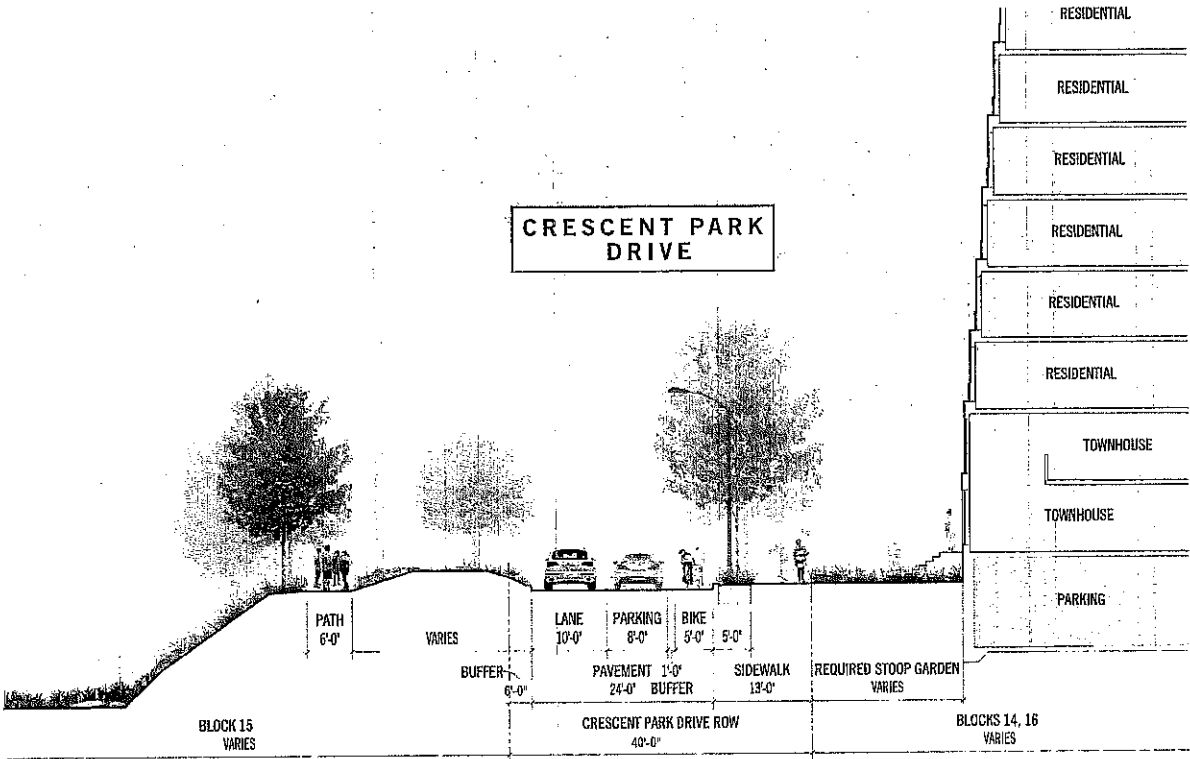 RESIDENTIAL
RESIDENTIAL
RESIDENTIAL
RESIDENTIAL
RESIDENTIAL
RESIDENTIAL
CRESCENT PARK
DRIVE
TOWNHOUSE
TOWNHOUSE
PARKING
PATH
6'-0"
VARIES
LANE
10'-0"
PARKING
8'-0"
BIKE
5'-0"
5'-0"
BUFFER
6'-0"
PAVEMENT
24'-0"
1'-0"
BUFFER
SIDEWALK
13'-0"
REQUIRED STOOP GARDEN
VARIES
BLOCK 15
VARIES
CRESCENT PARK DRIVE ROW
40'-0"
BLOCKS 14, 16
VARIES